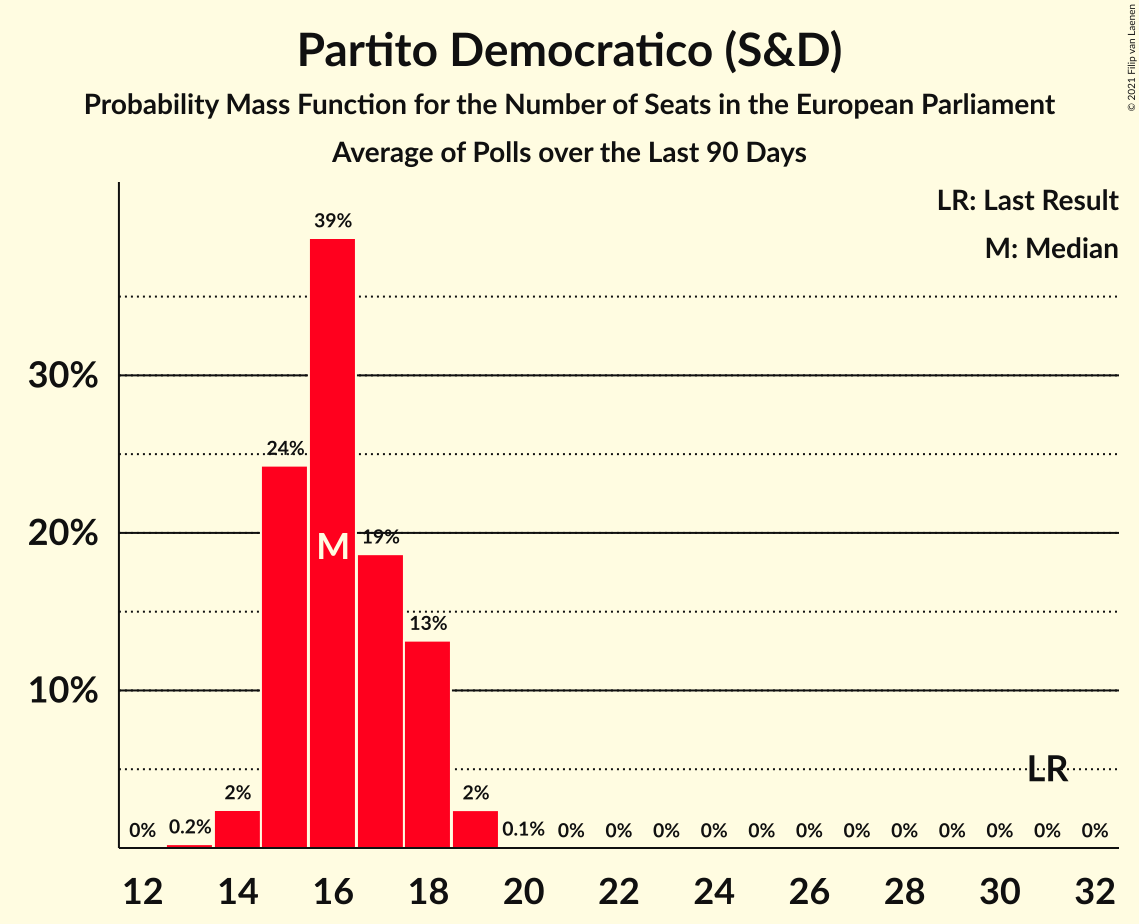 Partito Democratico (S&D)
Probability Mass Function for the Number of Seats in the European Parliament
Average of Polls over the Last 90 Days
© 2021 Filip van Laenen
LR: Last Result
M: Median
30%
20%
10%
0% 0.2% 2% 24% 39% 19% 13% 2% 0.1% 0% 0% 0% 0% 0% 0% 0% 0% 0% 0% 0% 0%
M
LR
12 14 16 18 20 22 24 26 28 30 32